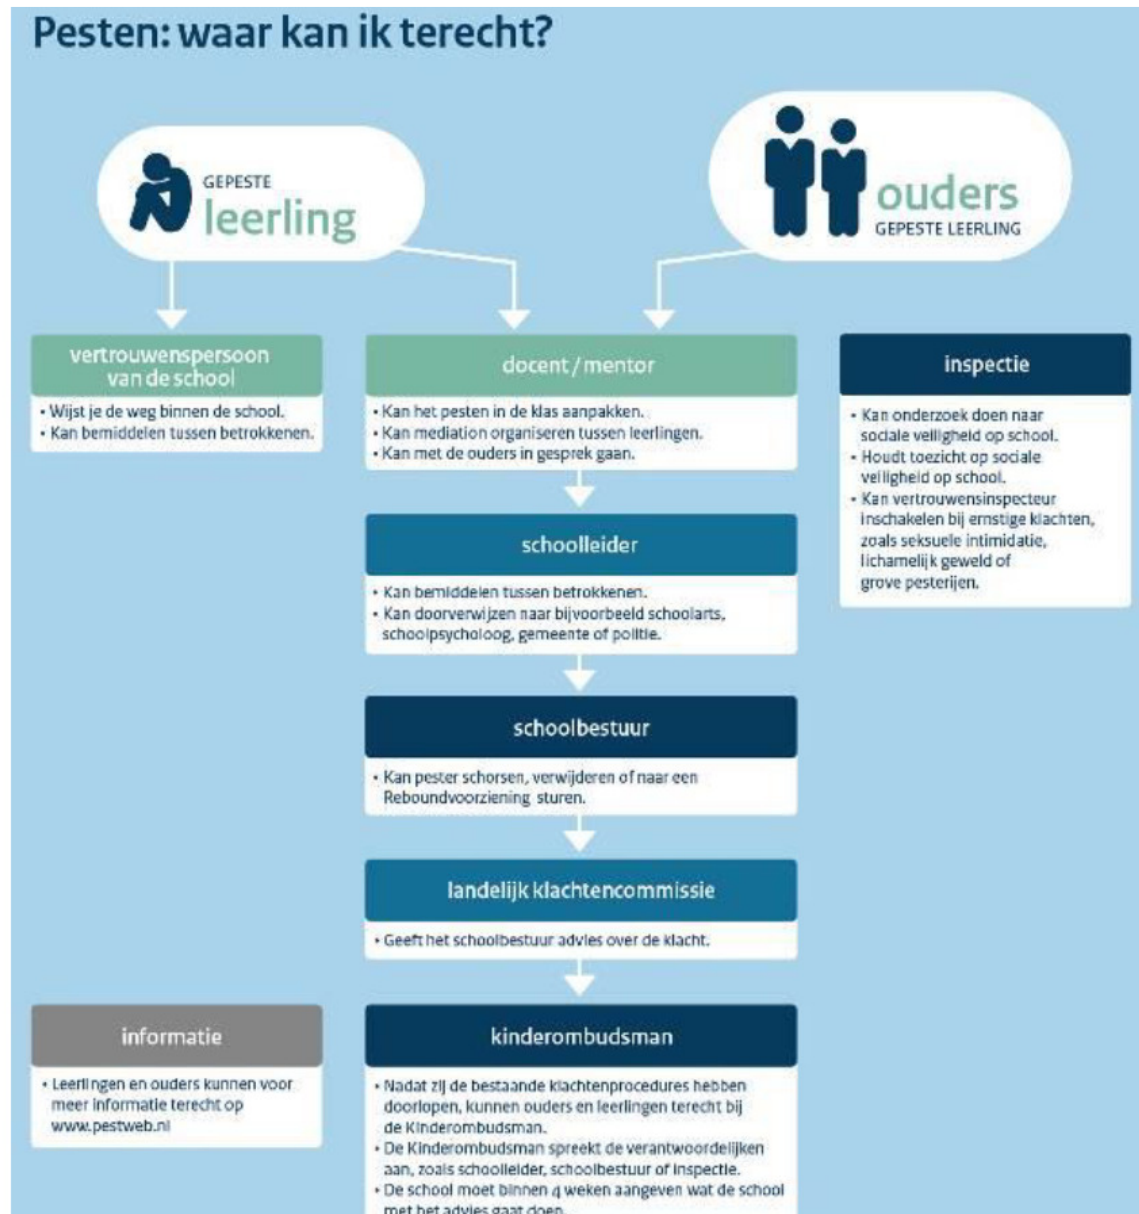 Pesten: waar kan ik terecht?
GEPESTE
leerling
ouders
GEPESTE LEERLING
vertrouwenspersoon
van de school
• Wijst je de weg binnen de school.
• Kan bemiddelen tussen betrokkenen.
docent / mentor
• Kan het pesten in de klas aanpakken.
• Kan mediation organiseren tussen leerlingen.
• Kan met de ouders in gesprek gaan.
inspectie
• Kan onderzoek doen naar
sociale veiligheid op school.
• Houdt toezicht op sociale
veiligheid op school.
• Kan vertrouwensinspecteur
inschakelen bij ernstige klachten,
zoals seksuele intimidatie,
lichamelijk geweld of
grove pesterijen.
schoolleider
• Kan bemiddelen tussen betrokkenen.
• Kan doorverwijzen naar bijvoorbeeld schoolarts,
schoolpsycholoog, gemeente of politie.
schoolbestuur
• Kan pester schorsen, verwijderen of naar een
Reboundvoorziening sturen.
landelijk klachtencommissie
• Geeft het schoolbestuur advies over de klacht.
informatie
• Leerlingen en ouders kunnen voor
meer informatie terecht op
www.pestweb.nl
kinderombudsman
• Nadat zij de bestaande klachtenprocedures hebben
doorlopen, kunnen ouders en leerlingen terecht bij
de Kinderombudsman.
• De Kinderombudsman spreekt de verantwoordelijken
aan, zoals schoolleider, schoolbestuur of inspectie.
• De school moet binnen 4 weken aangeven wat de school
met het advies gaat doen.